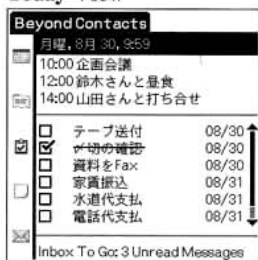 Beyond Contacts
月曜, 8月 30, 9:59
10:00 企画会議
12:00 鈴木さんと昼食
14:00 山田さんと打ち合せ
テープ送付 08/30
〆切の確認 08/30
資料をFax 08/30
家賃振込 08/31
水道代支払 08/31
電話代支払 08/31
Inbox To Go: 3 Unread Messages